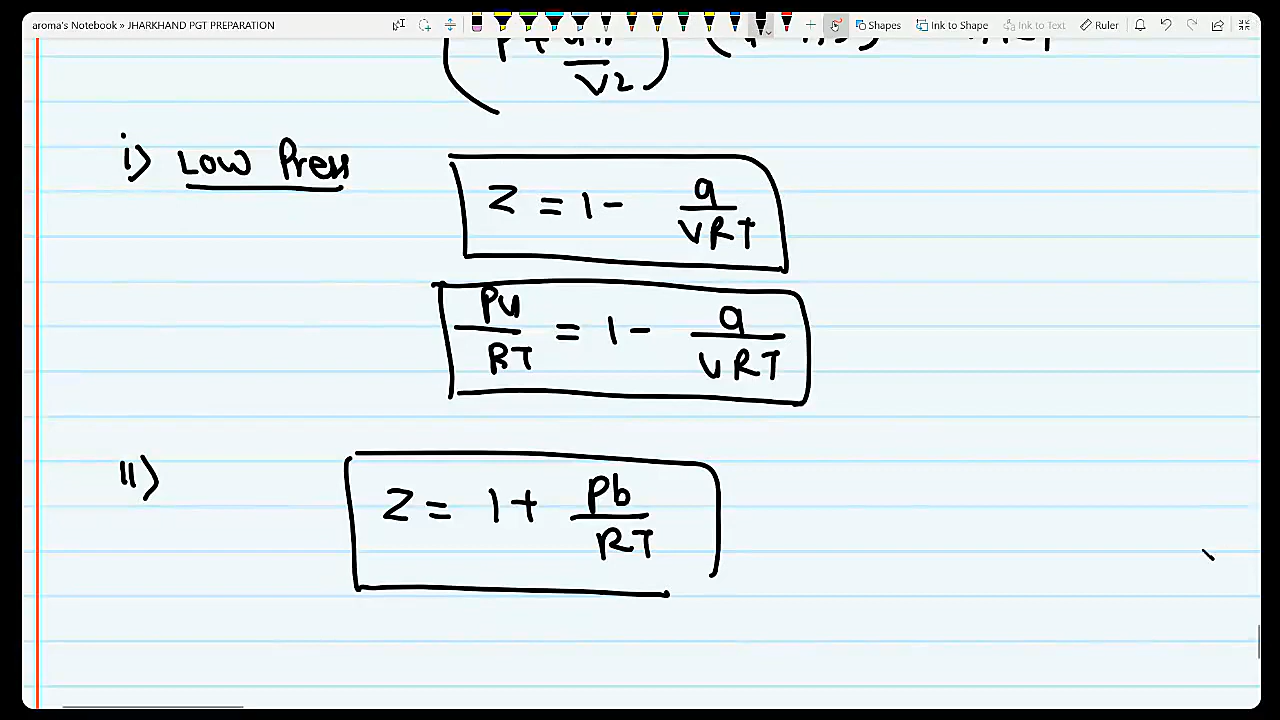 aroma's Notebook » JHARKHAND PGT PREPARATION
Shapes Ink to Shape Ink to Text Ruler
V2
i) Low Press
Z = 1 - a/VRT
PV/RT = 1 - a/VRT
II)
Z = 1 + Pb/RT